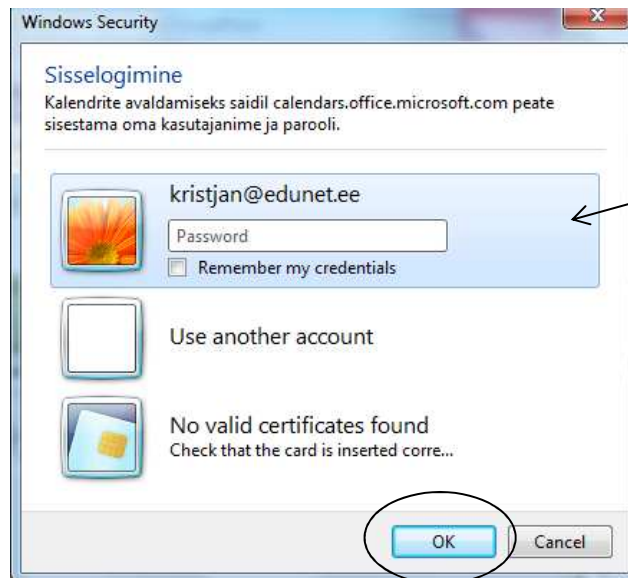 Windows Security
Sisselogimine
Kalendrite avaldamiseks saidil calendars.office.microsoft.com peate
sisestama oma kasutajanime ja parooli.
kristjan@edunet.ee
Password
Remember my credentials
Use another account
No valid certificates found
Check that the card is inserted corre...
OK
Cancel